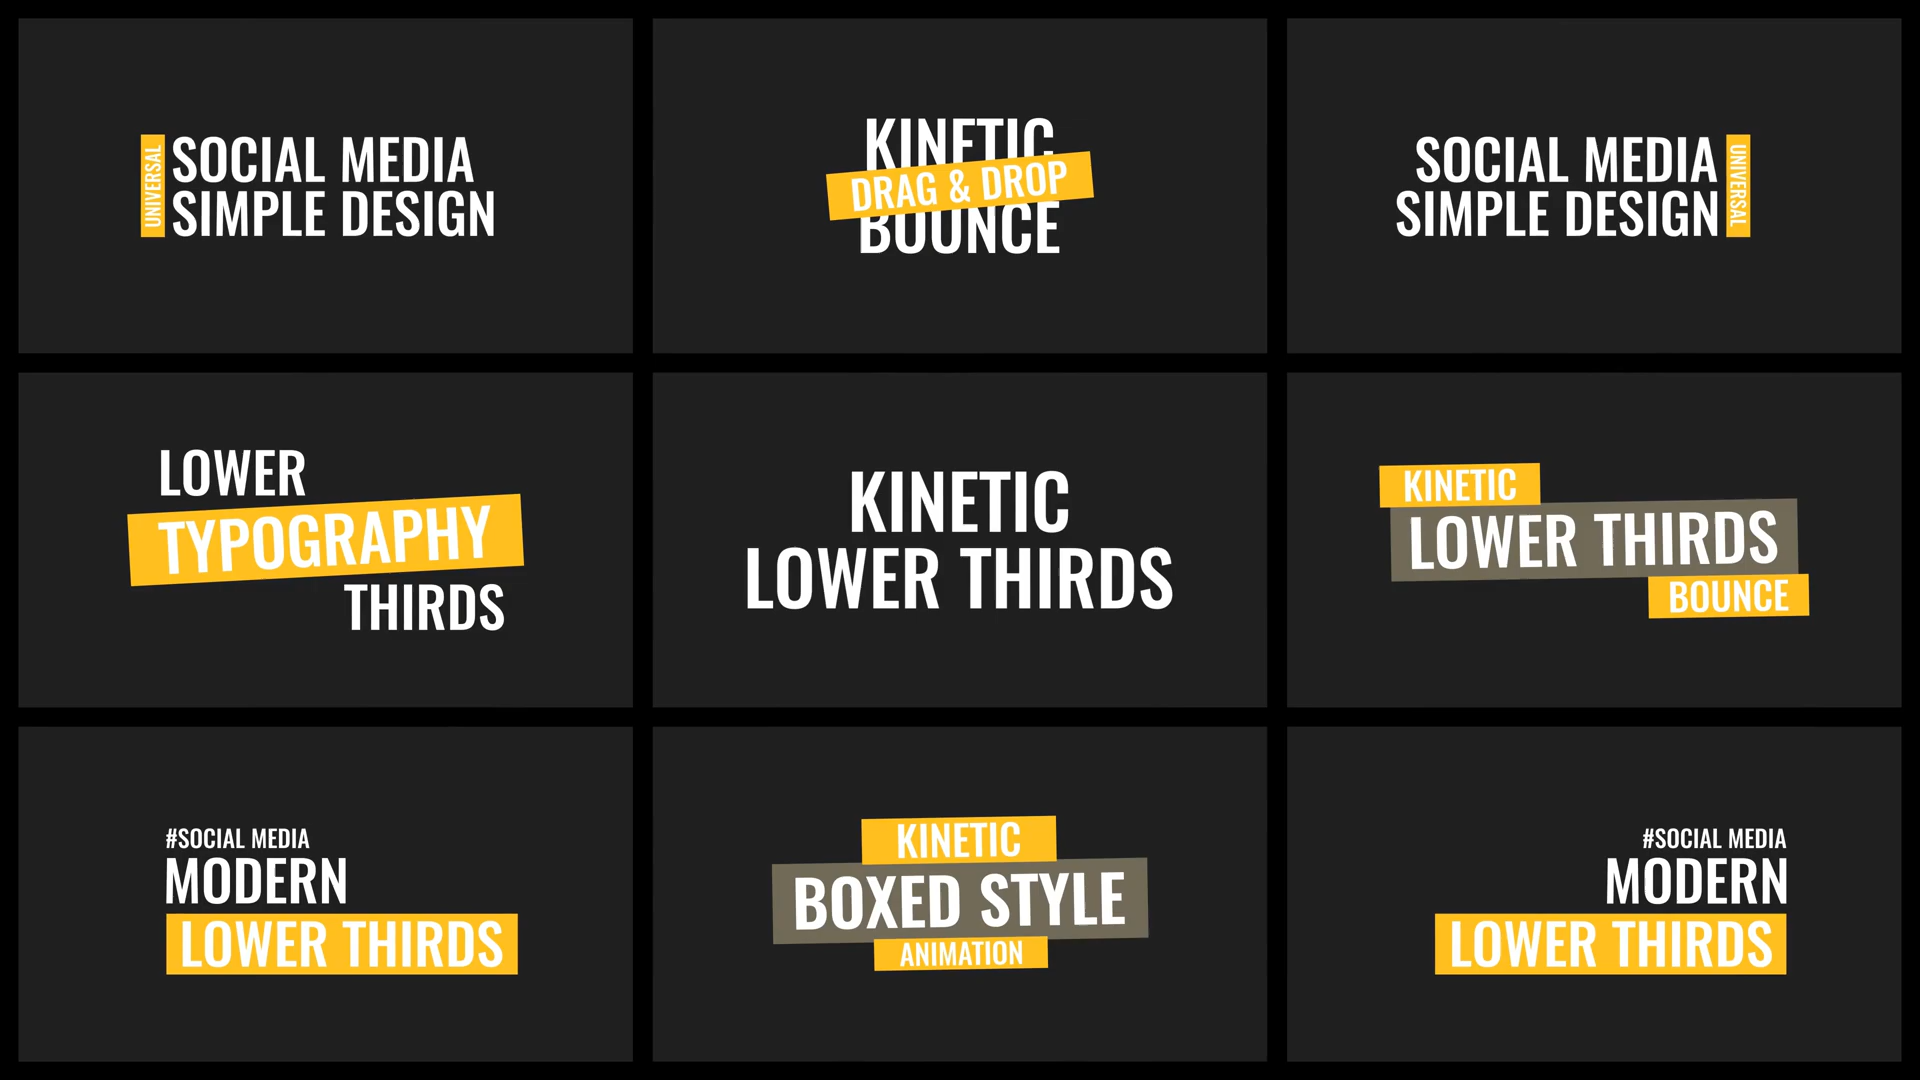 UNIVERSAL
SOCIAL MEDIA
SIMPLE DESIGN
KINETIC
DRAG & DROP
BOUNCE
SOCIAL MEDIA
SIMPLE DESIGN
UNIVERSAL
LOWER
TYPOGRAPHY
THIRDS
KINETIC
LOWER THIRDS
KINETIC
LOWER THIRDS
BOUNCE
#SOCIAL MEDIA
MODERN
LOWER THIRDS
KINETIC
BOXED STYLE
ANIMATION
#SOCIAL MEDIA
MODERN
LOWER THIRDS